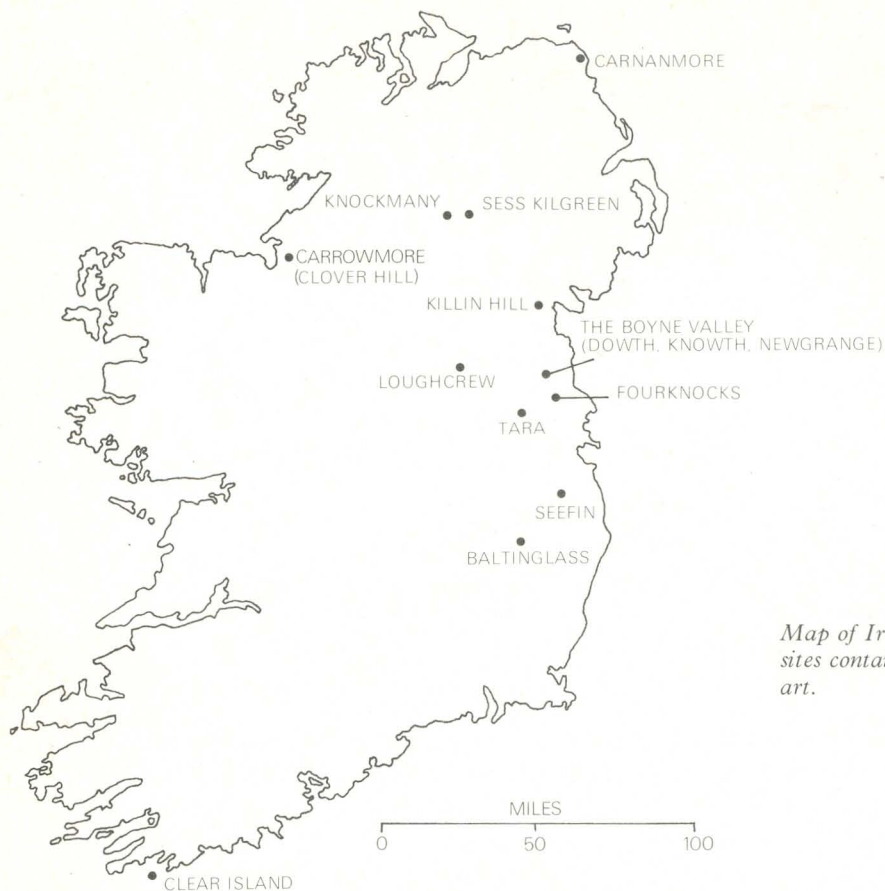 CARNANMORE
KNOCKMANY
SESS KILGREEN
CARROWMORE
(CLOVER HILL)
KILLIN HILL
THE BOYNE VALLEY
(DOWTH, KNOWTH, NEWGRANGE)
LOUGHCREW
FOURKNOCKS
TARA
SEEFIN
BALTINGLASS
Map of Ir
sites conta
art.
MILES
0 50 100
CLEAR ISLAND